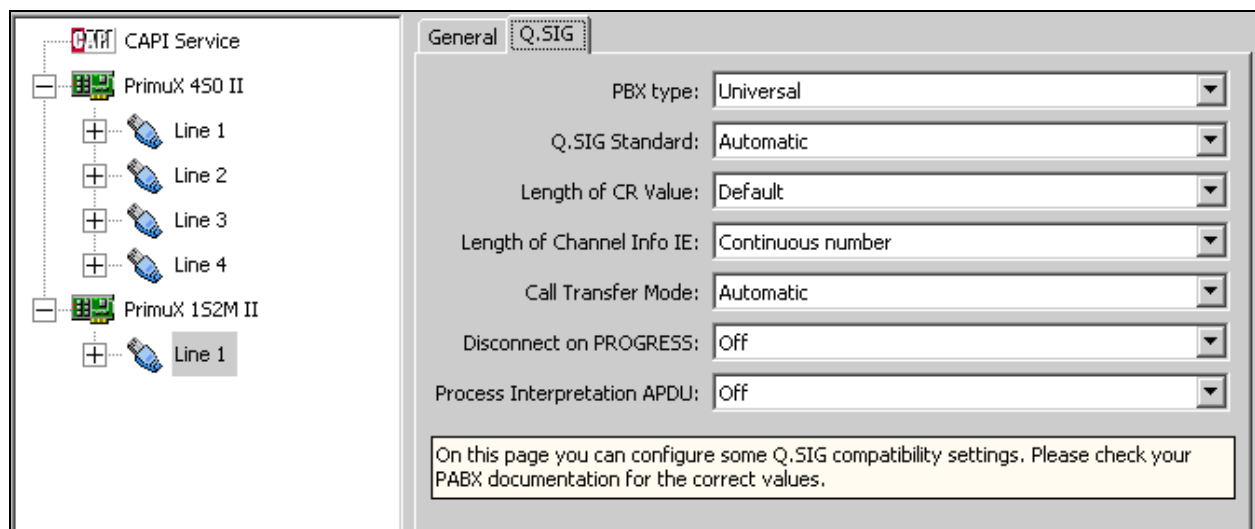 CAPI CAPI Service
PrimuX 4S0 II
Line 1
Line 2
Line 3
Line 4
PrimuX 1S2M II
Line 1
General
Q.SIG
PBX type: Universal
Q.SIG Standard: Automatic
Length of CR Value: Default
Length of Channel Info IE: Continuous number
Call Transfer Mode: Automatic
Disconnect on PROGRESS: Off
Process Interpretation APDU: Off
On this page you can configure some Q.SIG compatibility settings. Please check your
PABX documentation for the correct values.